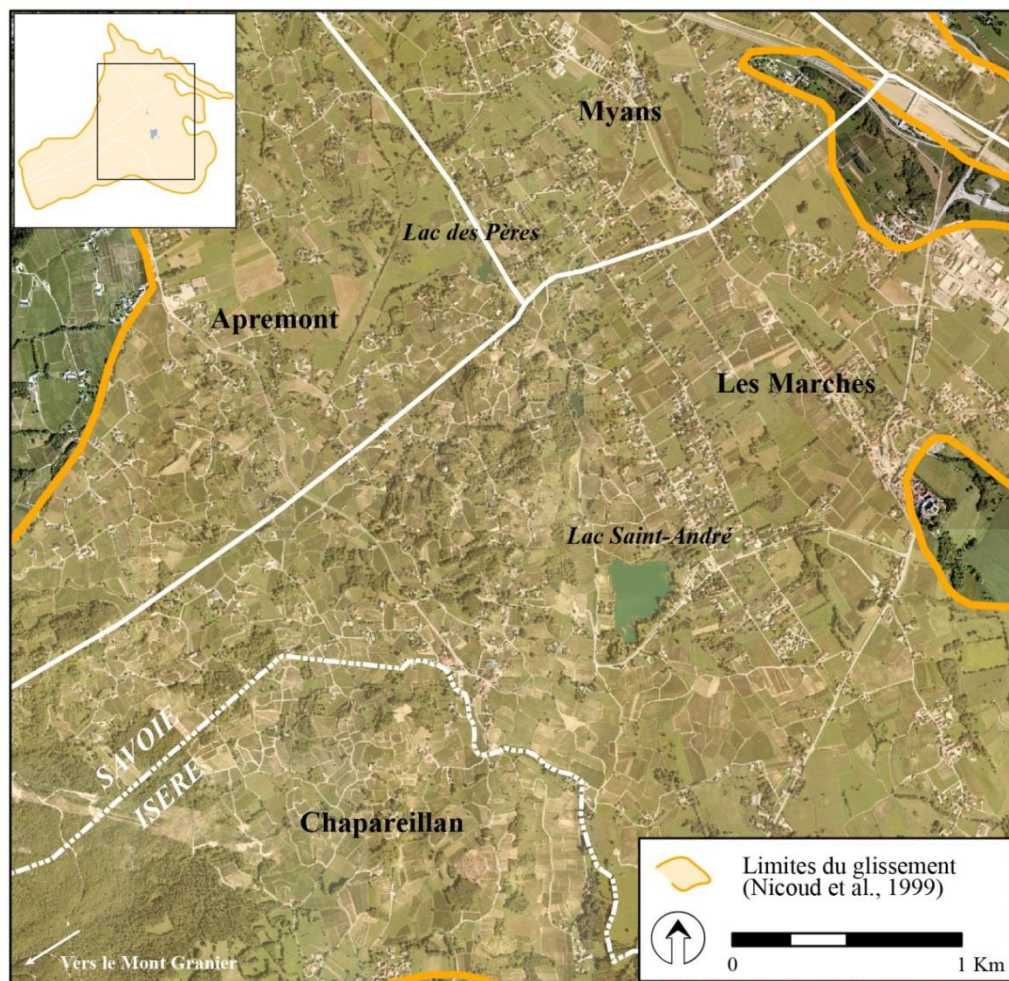 Myans
Lac des Pères
Apremont
Les Marches
Lac Saint-André
SAVOIE
ISERE
Chapareillan
Limites du glissement
(Nicoud et al., 1999)
Vers le Mont Granier
0 1 Km